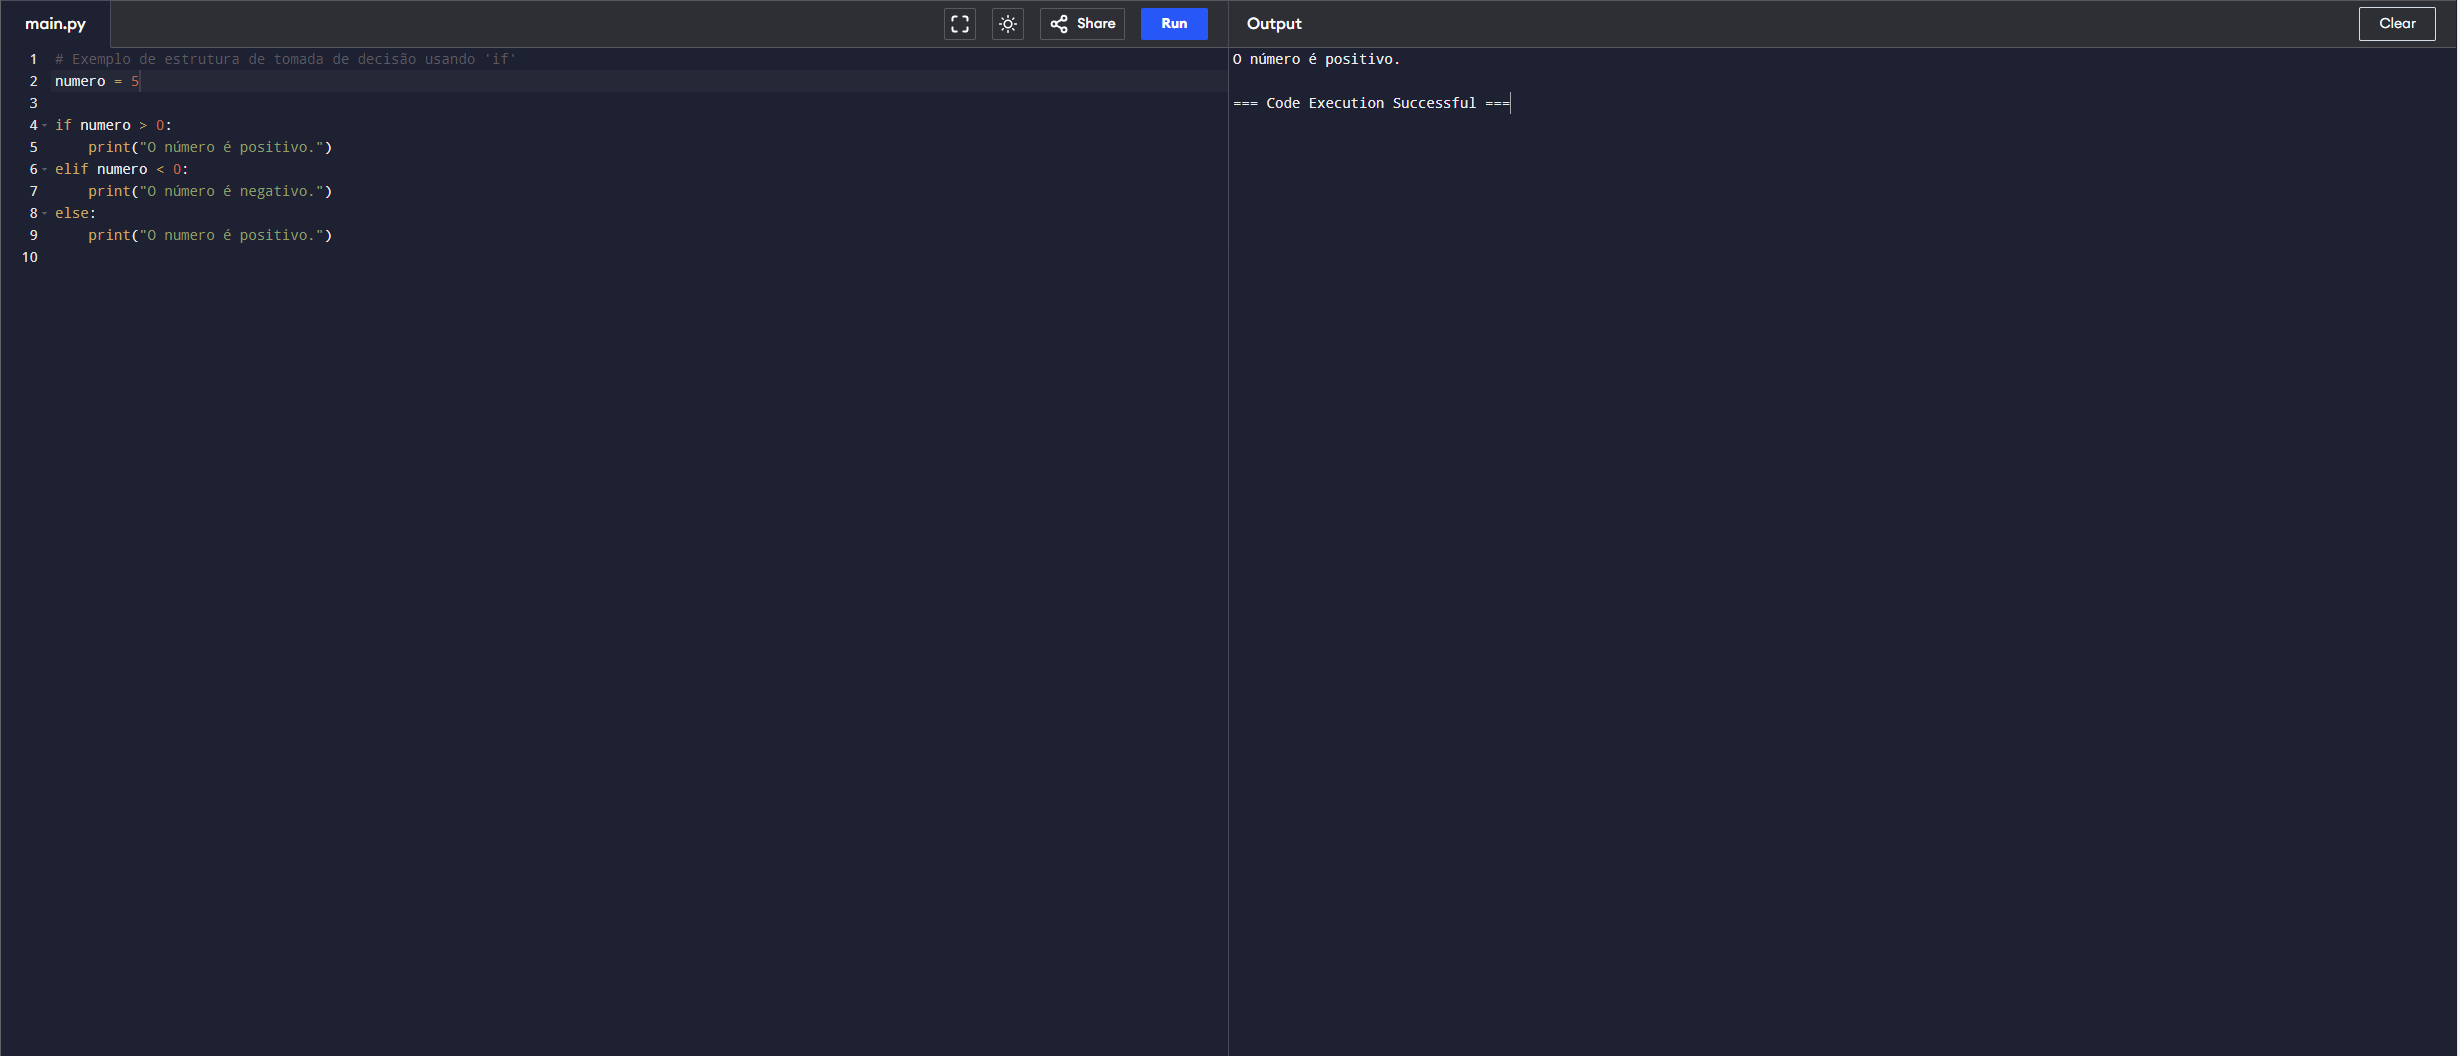 main.py
Share
Run
Output
Clear
1 # Exemplo de estrutura de tomada de decisão usando 'if'
2 numero = 5
3
4 if numero > 0:
5     print("O número é positivo.")
6 elif numero < 0:
7     print("O número é negativo.")
8 else:
9     print("O numero é positivo.")
10
O número é positivo.
=== Code Execution Successful ===